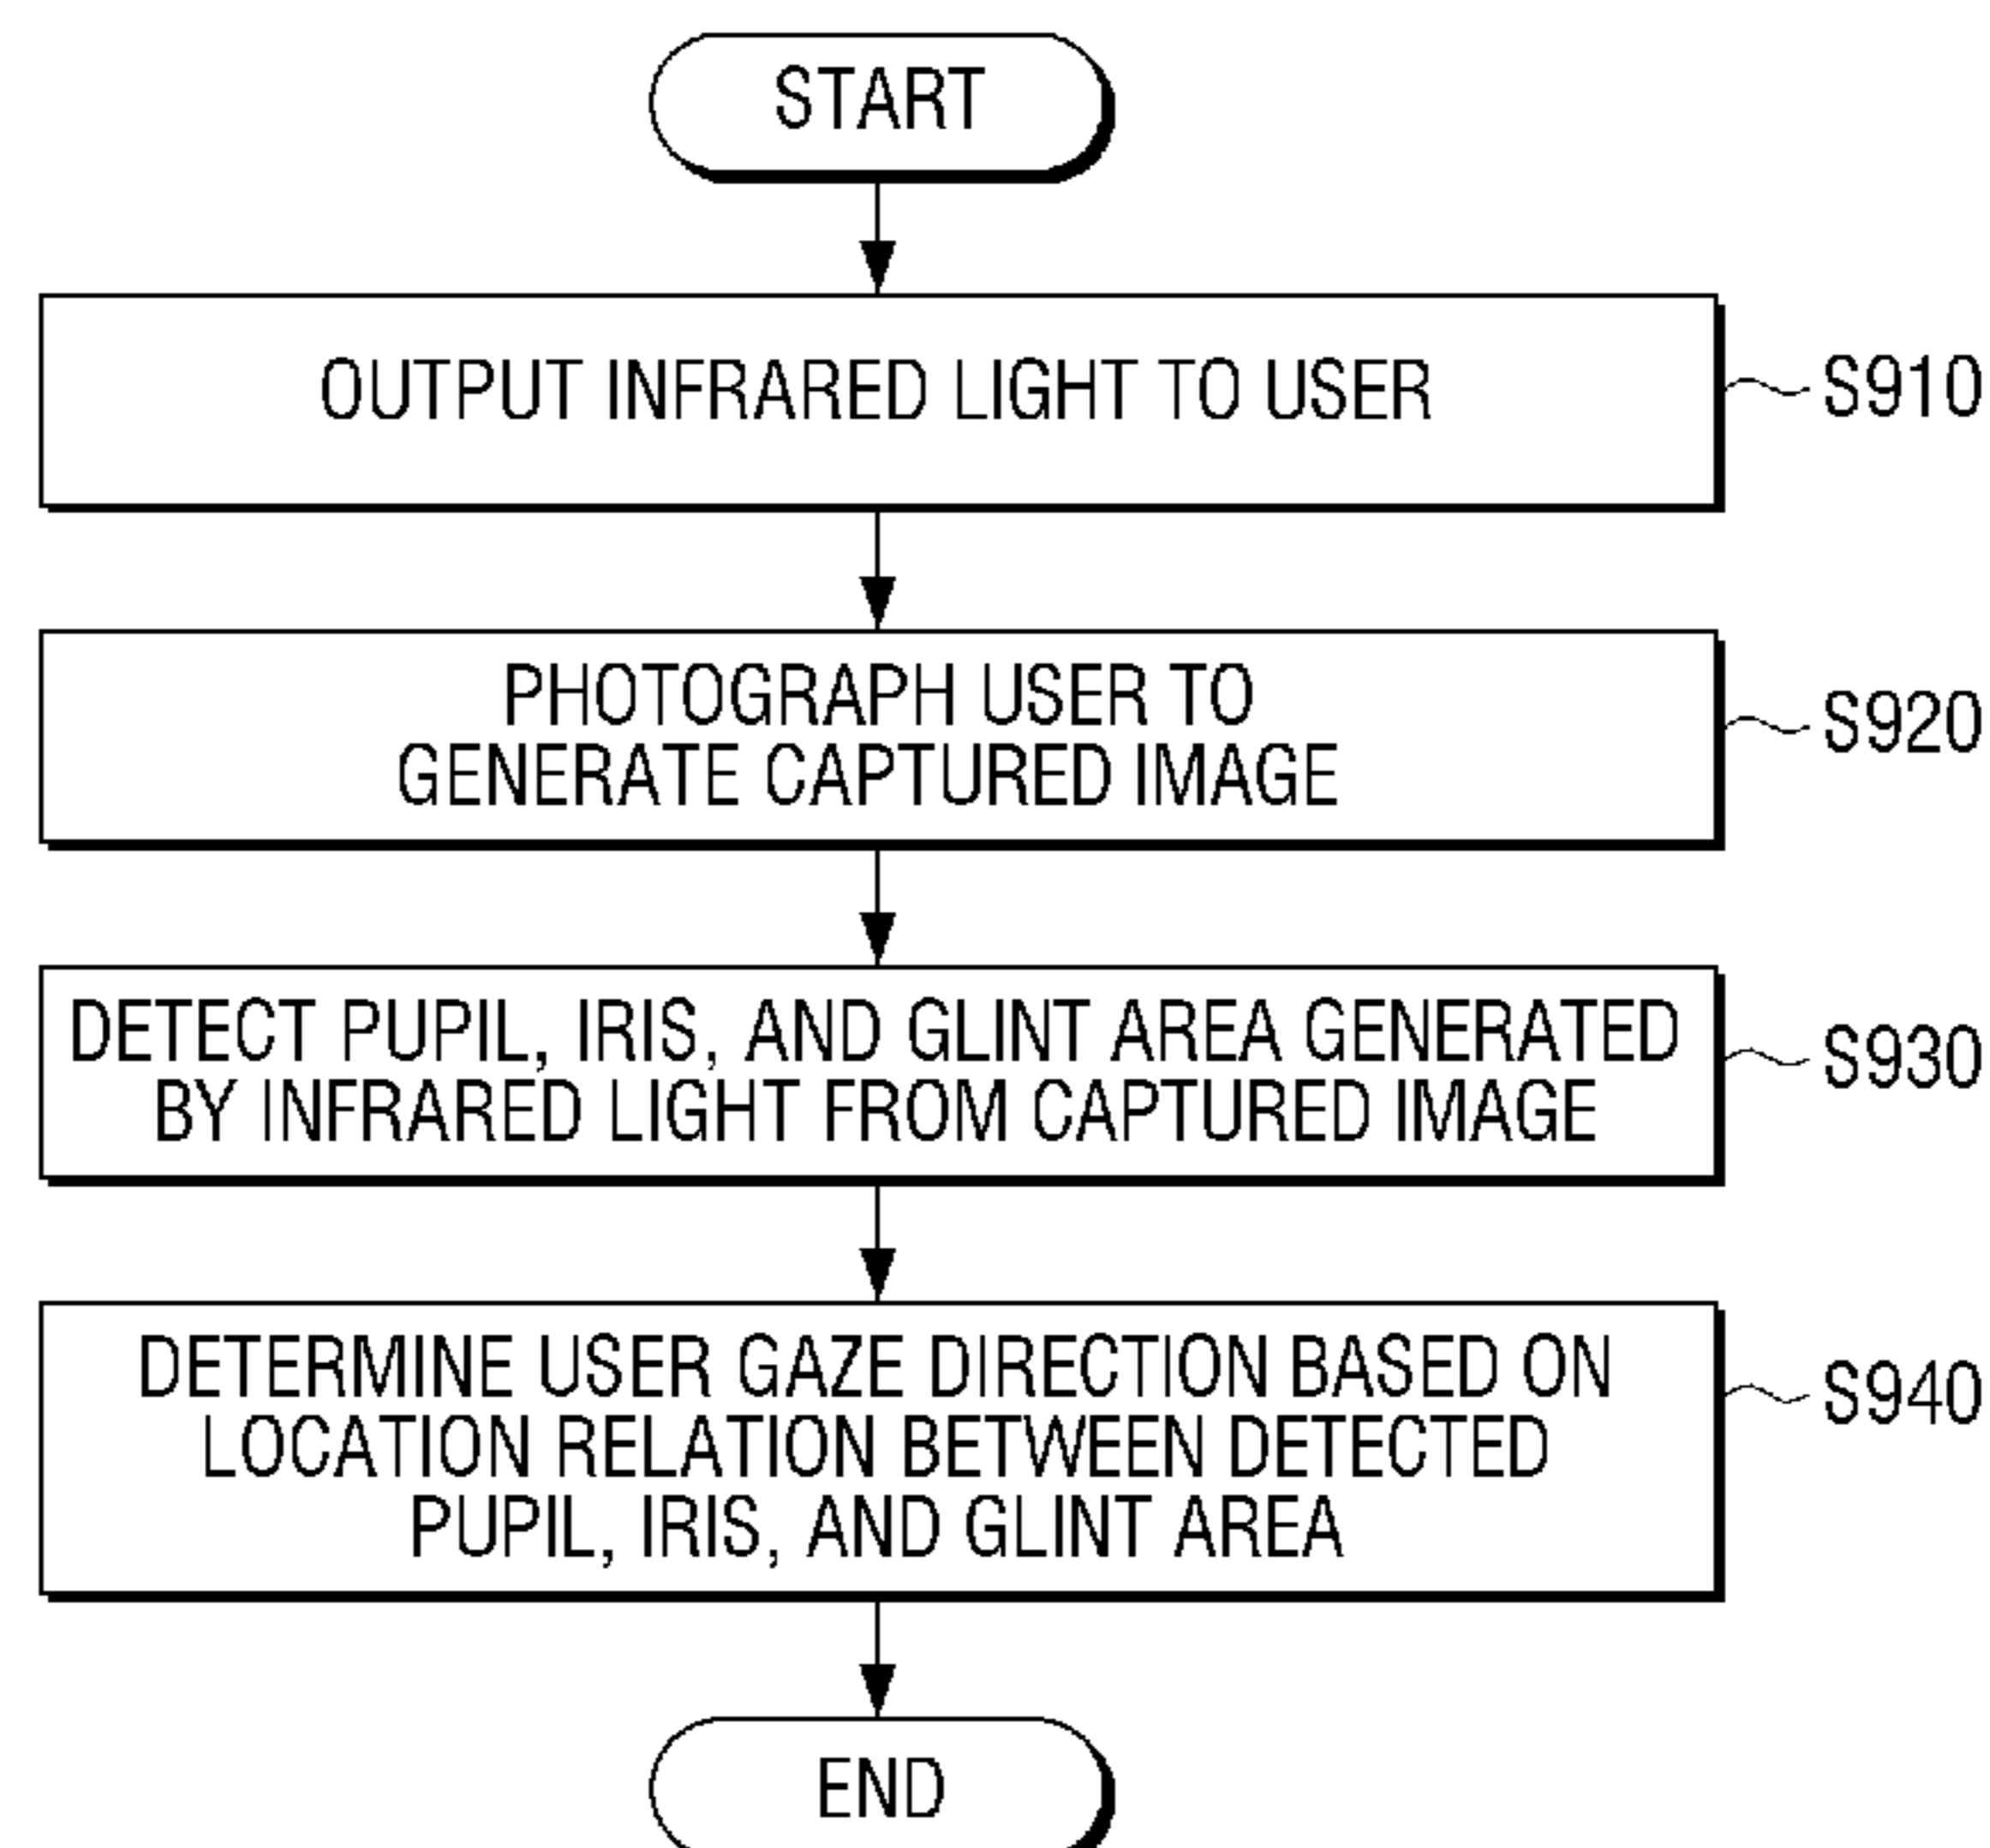 START
OUTPUT INFRARED LIGHT TO USER
S910
PHOTOGRAPH USER TO
GENERATE CAPTURED IMAGE
S920
DETECT PUPIL, IRIS, AND GLINT AREA GENERATED
BY INFRARED LIGHT FROM CAPTURED IMAGE
S930
DETERMINE USER GAZE DIRECTION BASED ON
LOCATION RELATION BETWEEN DETECTED
PUPIL, IRIS, AND GLINT AREA
S940
END